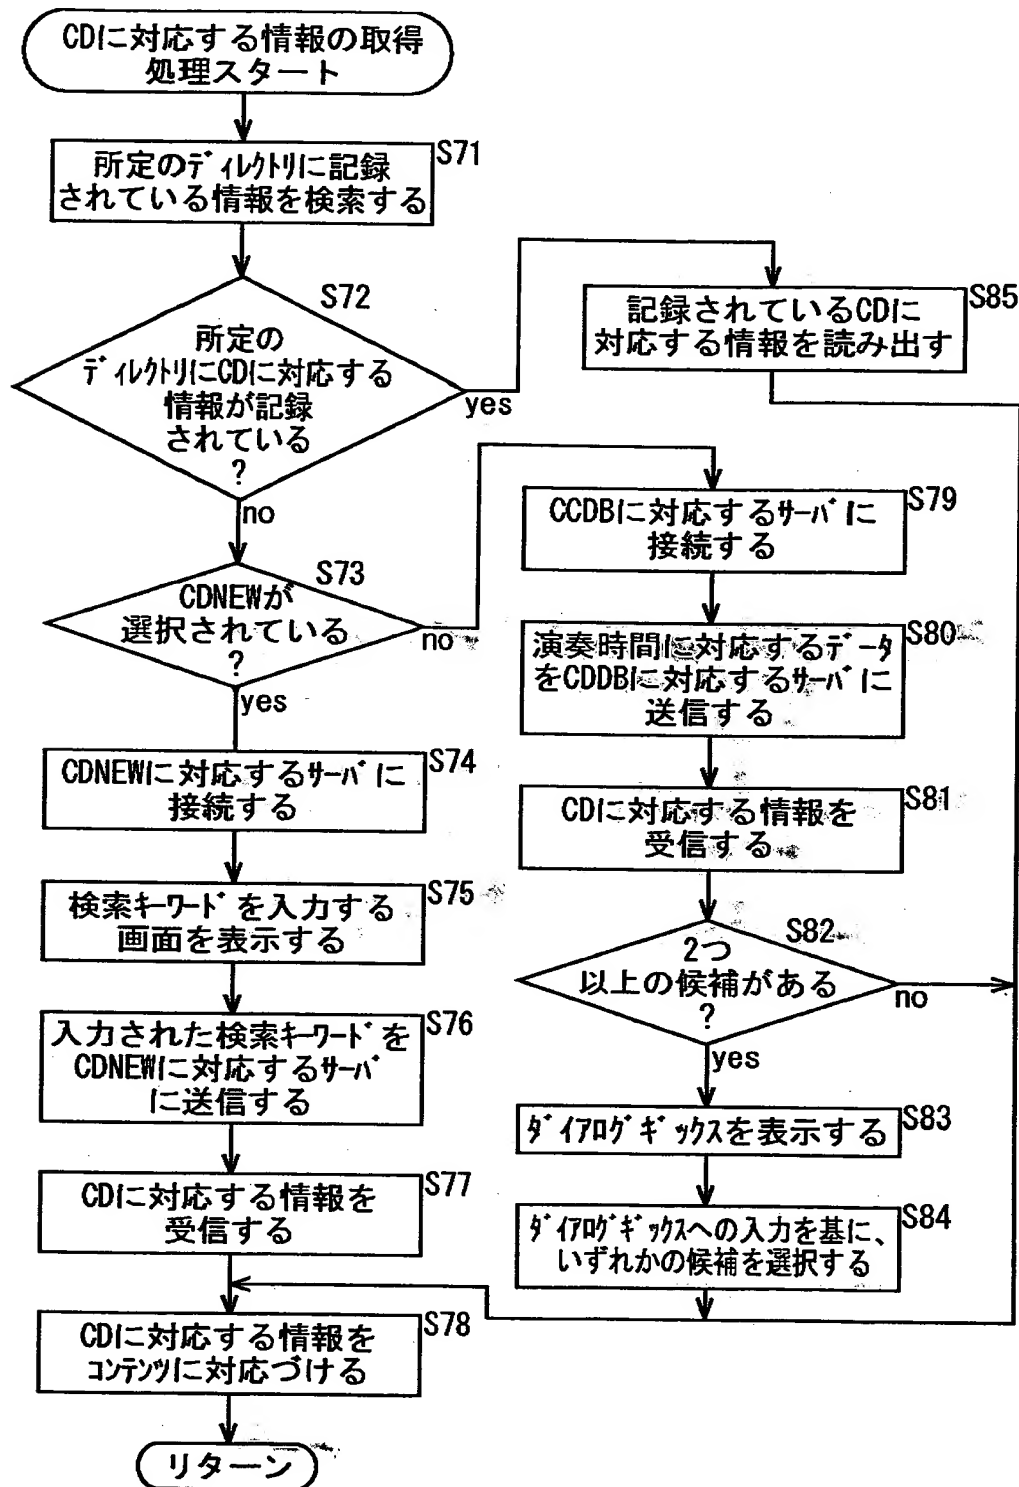 CDに対応する情報の取得
処理スタート
S71
所定のディレクトリに記録
されている情報を検索する
S72
所定の
ディレクトリにCDに対応する
情報が記録
されている
?
yes
no
S85
記録されているCDに
対応する情報を読み出す
S73
CDNEWが
選択されている
?
no
yes
S74
CDNEWに対応するサーバに
接続する
S75
検索キーワードを入力する
画面を表示する
S76
入力された検索キーワードを
CDNEWに対応するサーバ
に送信する
S77
CDに対応する情報を
受信する
S79
CCDBに対応するサーバに
接続する
S80
演奏時間に対応するデータ
をCDDBに対応するサーバに
送信する
S81
CDに対応する情報を
受信する
S82
2つ
以上の候補がある
?
no
yes
S83
ダイアログギックスを表示する
S84
ダイアログギックスへの入力を基に、
いずれかの候補を選択する
S78
CDに対応する情報を
コンテンツに対応づける
リターン